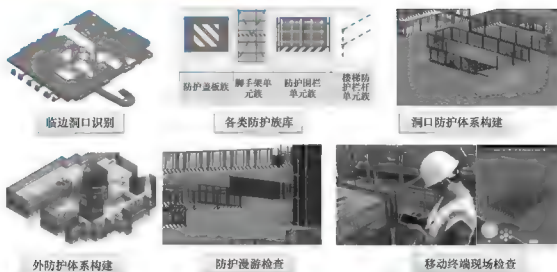 防护盖板族
脚手架单
元族
防护围栏
单元族
楼梯防
护栏杆
单元族
临边洞口识别
各类防护族库
洞口防护体系构建
外防护体系构建
防护漫游检查
移动终端现场检查